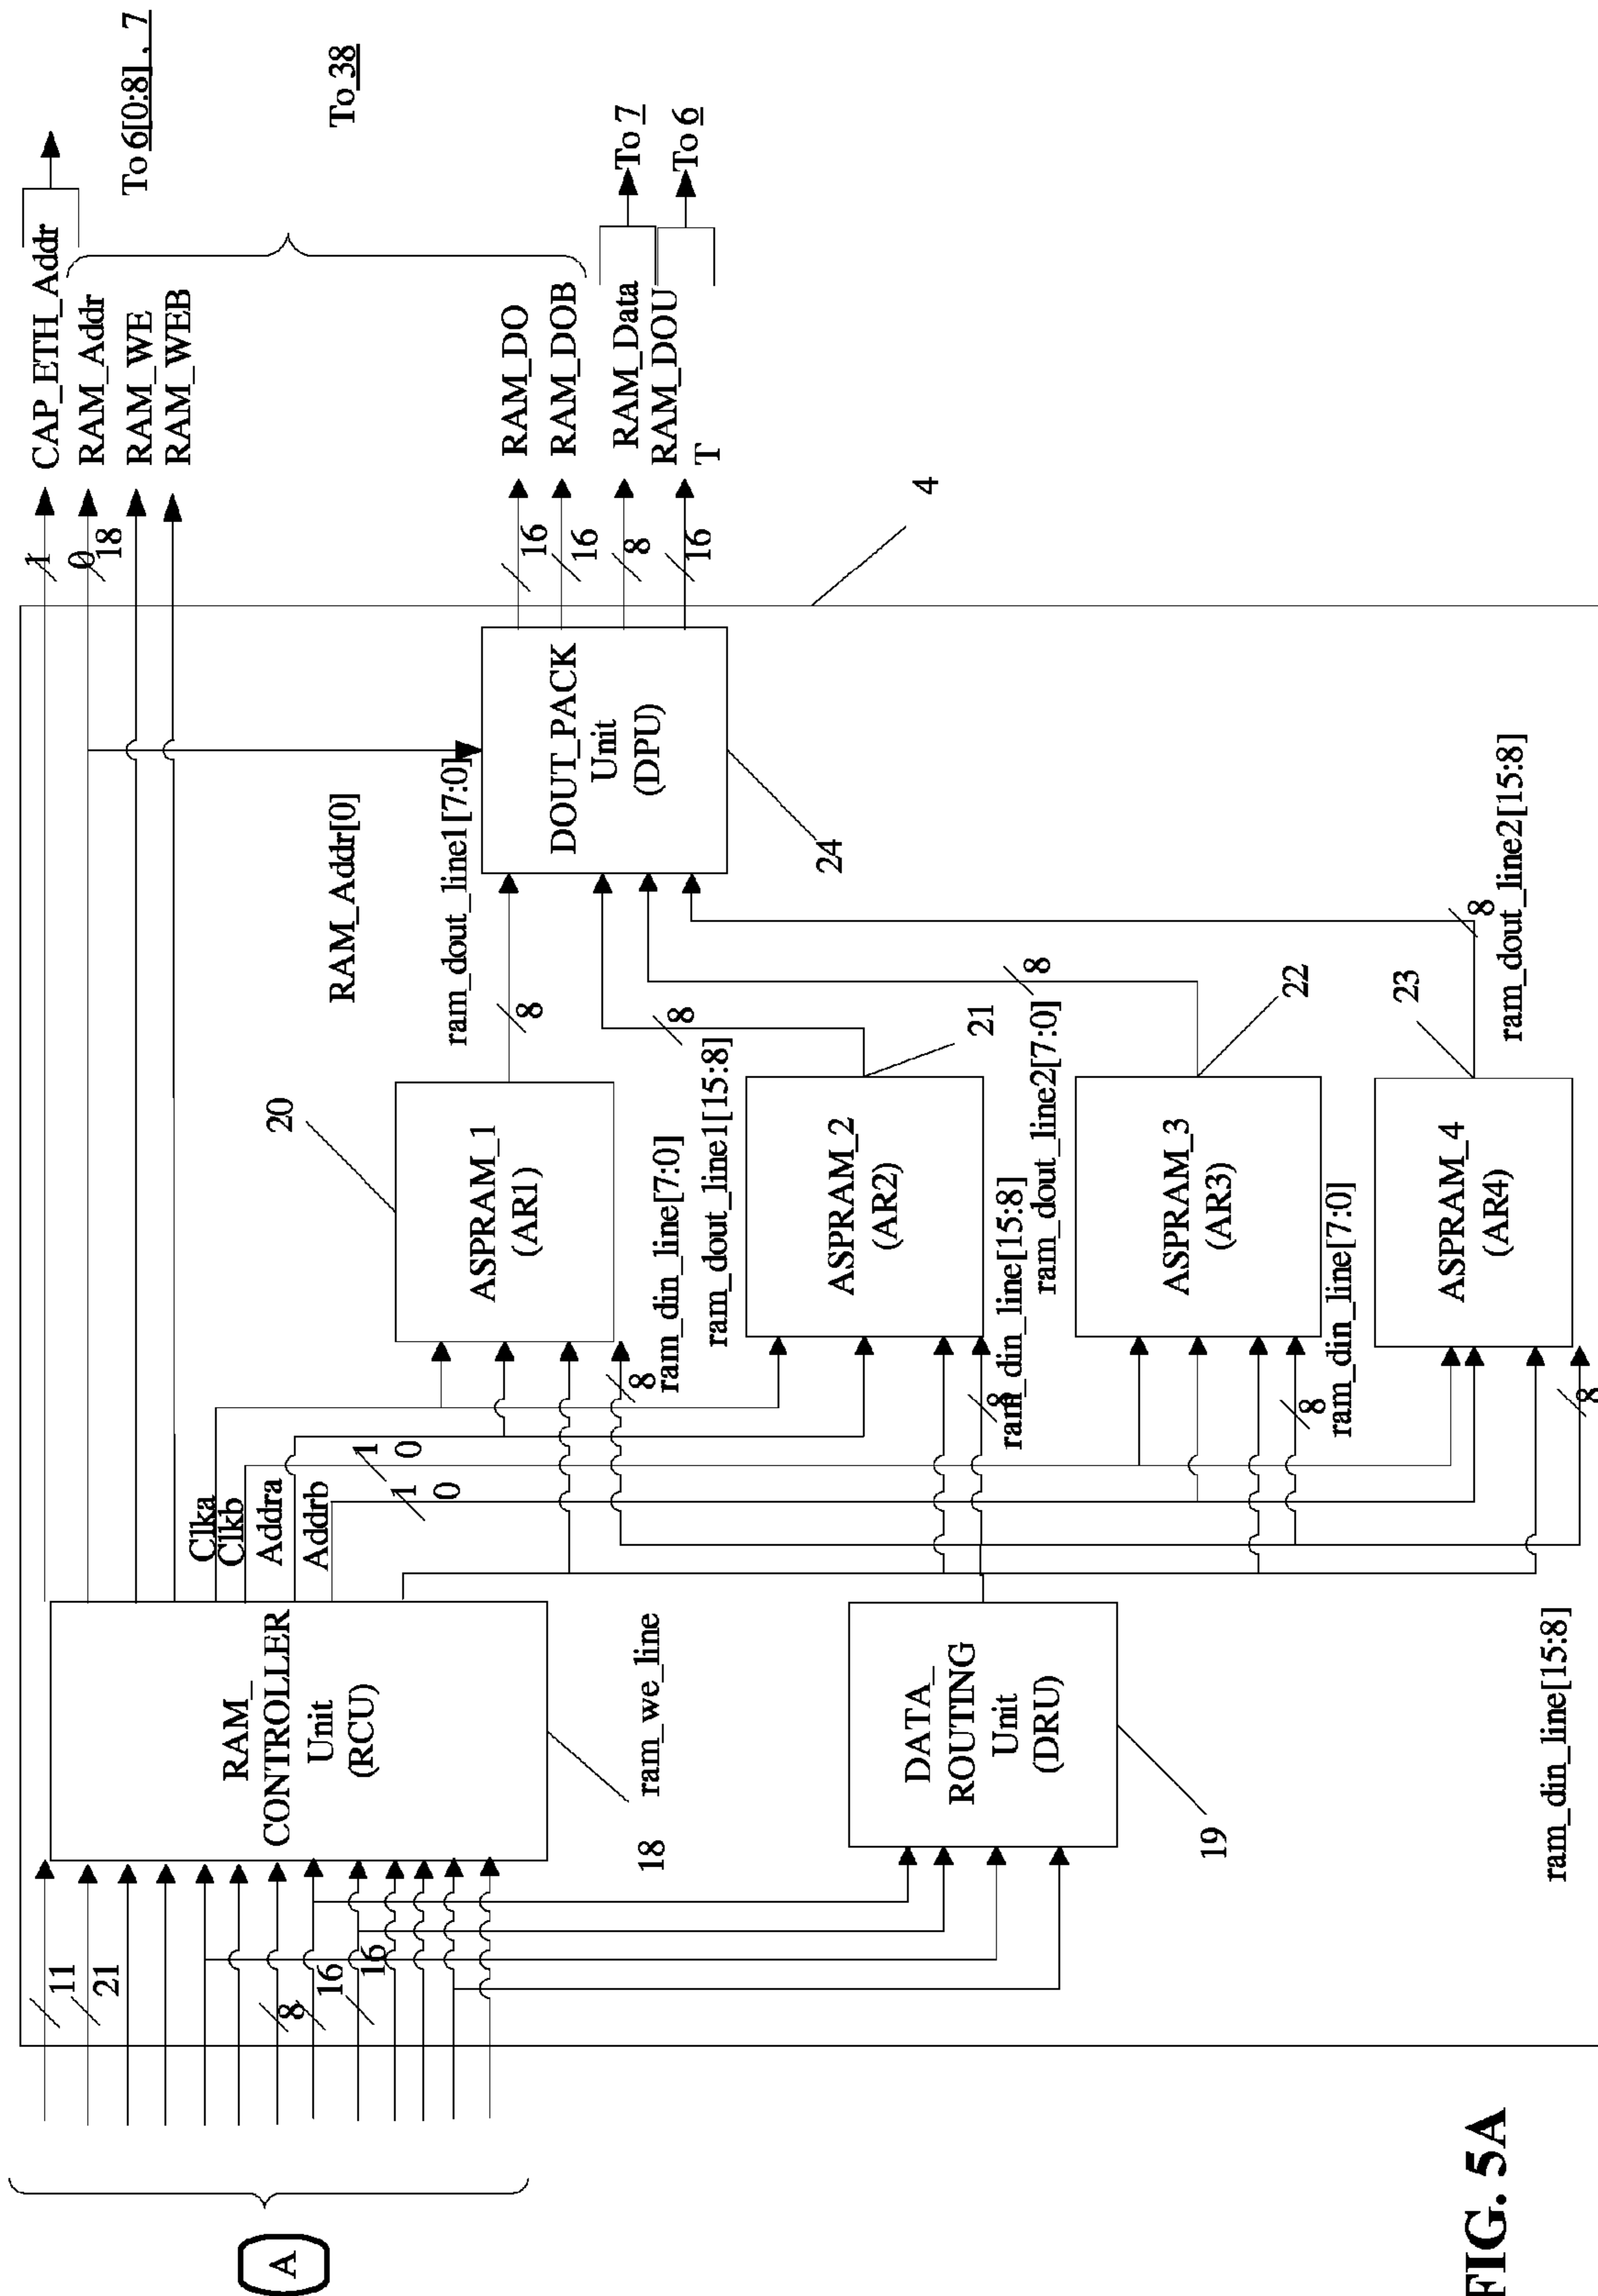 A
11
21
8
16
16
RAM_
CONTROLLER
Unit
(RCU)
18
ram_we_line
DATA_
ROUTING
Unit
(DRU)
19
Clka
Clkb
Addra
Addrb
1
0
1
0
ASPRAM_1
(AR1)
20
8
ram_din_line[7:0]
ram_dout_line1[15:8]
ASPRAM_2
(AR2)
21
8
ram_din_line[15:8]
ram_dout_line2[7:0]
ASPRAM_3
(AR3)
22
8
ram_din_line[7:0]
ASPRAM_4
(AR4)
23
8
ram_din_line[15:8]
8
8
8
8
ram_dout_line2[15:8]
RAM_Addr[0]
ram_dout_line1[7:0]
DOUT_PACK
Unit
(DPU)
24
4
1
0
18
16
16
8
16
CAP_ETH_Addr
RAM_Addr
RAM_WE
RAM_WEB
RAM_DO
RAM_DOB
RAM_Data
RAM_DOU
T
To 6[0:8] , 7
To 38
To 7
To 6
FIG. 5A